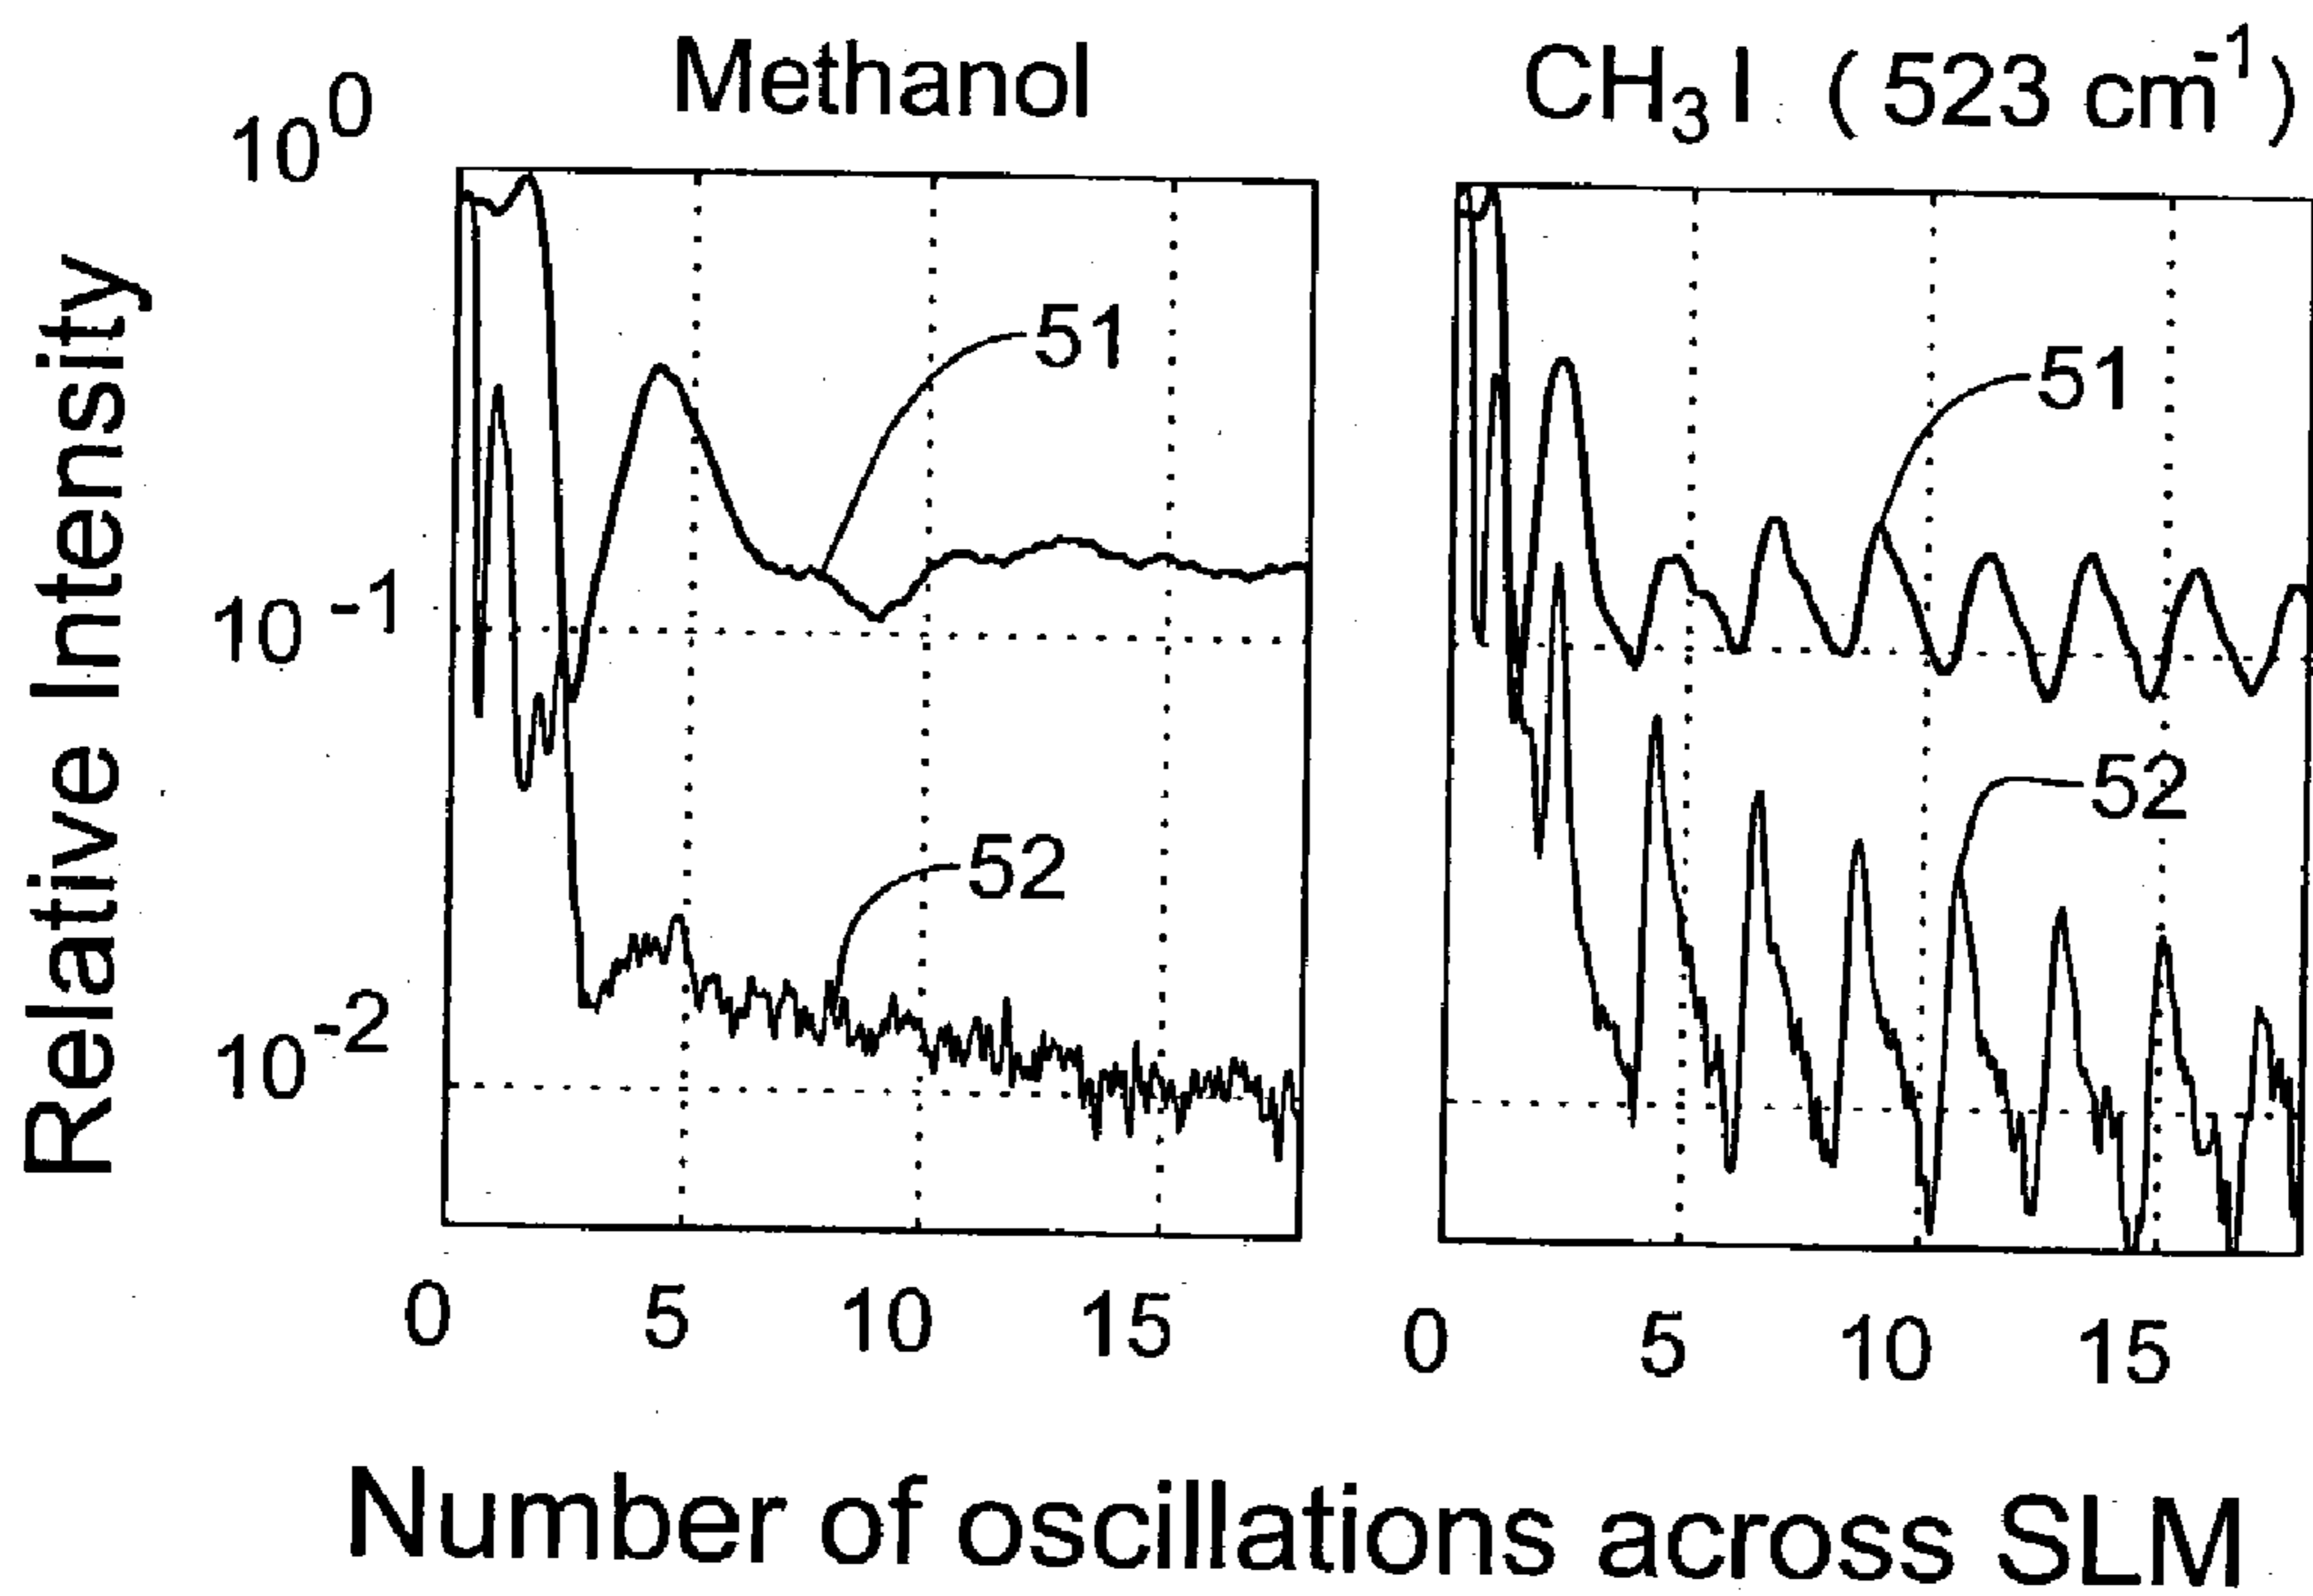 Methanol
CH3I (523 cm-1)
10^0
51
51
10^-1
52
52
10^-2
Relative Intensity
0 5 10 15
0 5 10 15
Number of oscillations across SLM